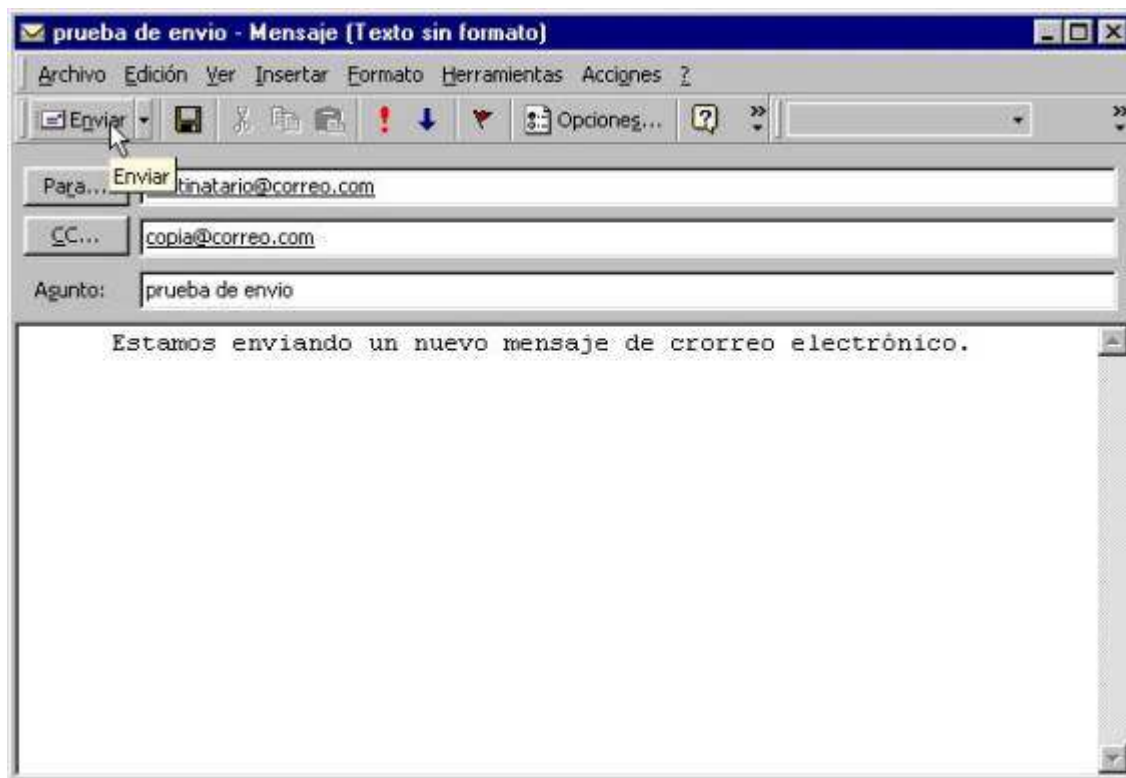 prueba de envio - Mensaje (Texto sin formato)
Archivo Edición Ver Insertar Formato Herramientas Acciones ?
Enviar Opciones...
Enviar
Para... tinatario@correo.com
CC... copia@correo.com
Asunto: prueba de envio
Estamos enviando un nuevo mensaje de crorreo electrónico.